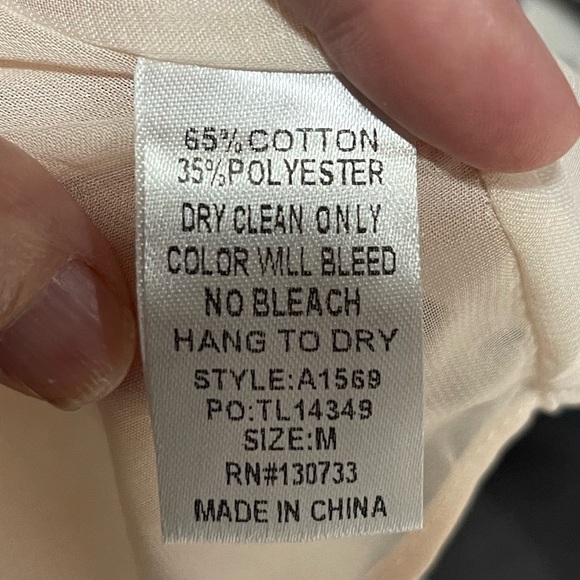 65% COTTON
35% POLYESTER
DRY CLEAN ONLY
COLOR WILL BLEED
NO BLEACH
HANG TO DRY
STYLE:A1569
PO:TL14349
SIZE:M
RN#130733
MADE IN CHINA